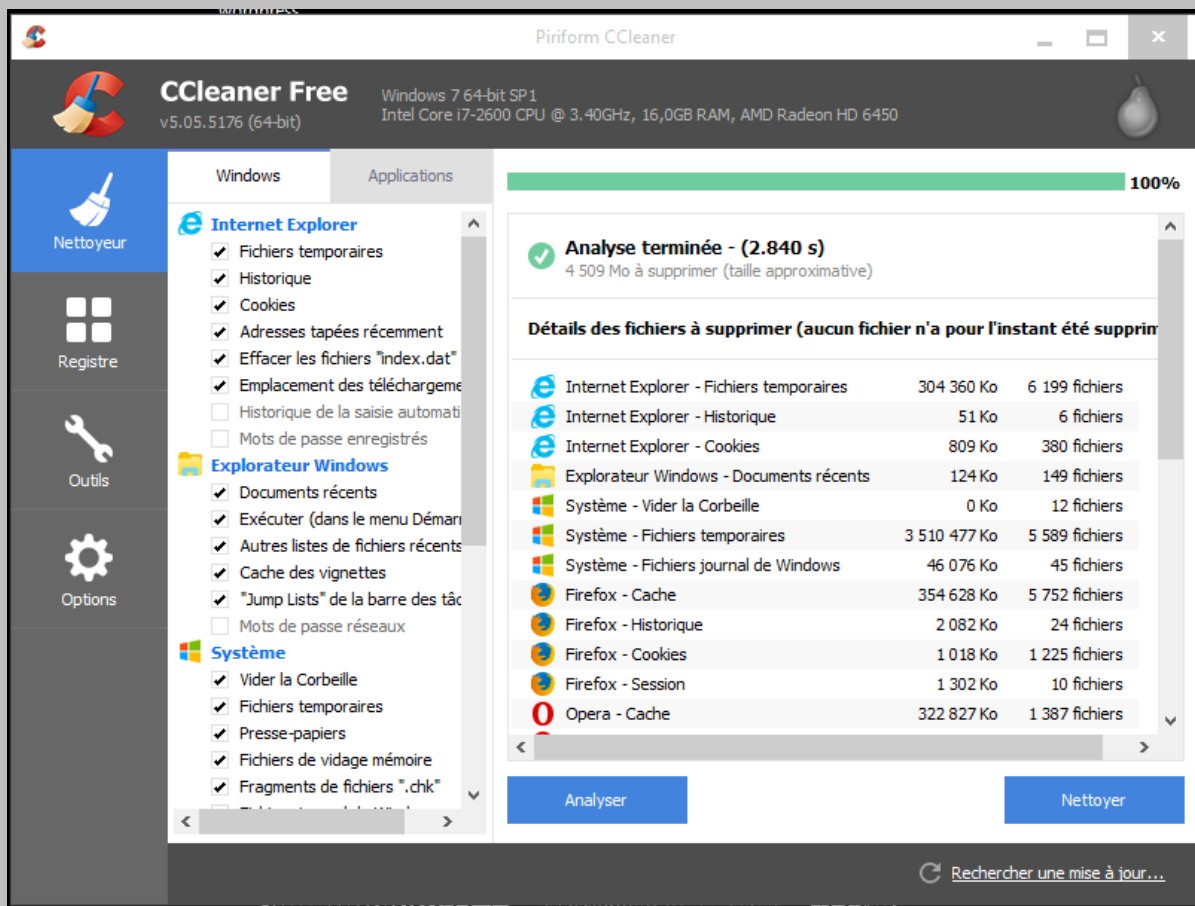 wordpress
Piriform CCleaner
CCleaner Free
v5.05.5176 (64-bit)
Windows 7 64-bit SP1
Intel Core i7-2600 CPU @ 3.40GHz, 16,0GB RAM, AMD Radeon HD 6450
Nettoyeur
Registre
Outils
Options
Windows
Applications
Internet Explorer
Fichiers temporaires
Historique
Cookies
Adresses tapées récemment
Effacer les fichiers "index.dat"
Emplacement des téléchargeme
Historique de la saisie automati
Mots de passe enregistrés
Explorateur Windows
Documents récents
Exécuter (dans le menu Démarr
Autres listes de fichiers récents
Cache des vignettes
"Jump Lists" de la barre des tâc
Mots de passe réseaux
Système
Vider la Corbeille
Fichiers temporaires
Presse-papiers
Fichiers de vidage mémoire
Fragments de fichiers ".chk"
100%
Analyse terminée - (2.840 s)
4 509 Mo à supprimer (taille approximative)
Détails des fichiers à supprimer (aucun fichier n'a pour l'instant été supprim
Internet Explorer - Fichiers temporaires 304 360 Ko 6 199 fichiers
Internet Explorer - Historique 51 Ko 6 fichiers
Internet Explorer - Cookies 809 Ko 380 fichiers
Explorateur Windows - Documents récents 124 Ko 149 fichiers
Système - Vider la Corbeille 0 Ko 12 fichiers
Système - Fichiers temporaires 3 510 477 Ko 5 589 fichiers
Système - Fichiers journal de Windows 46 076 Ko 45 fichiers
Firefox - Cache 354 628 Ko 5 752 fichiers
Firefox - Historique 2 082 Ko 24 fichiers
Firefox - Cookies 1 018 Ko 1 225 fichiers
Firefox - Session 1 302 Ko 10 fichiers
Opera - Cache 322 827 Ko 1 387 fichiers
Analyser
Nettoyer
Rechercher une mise à jour...